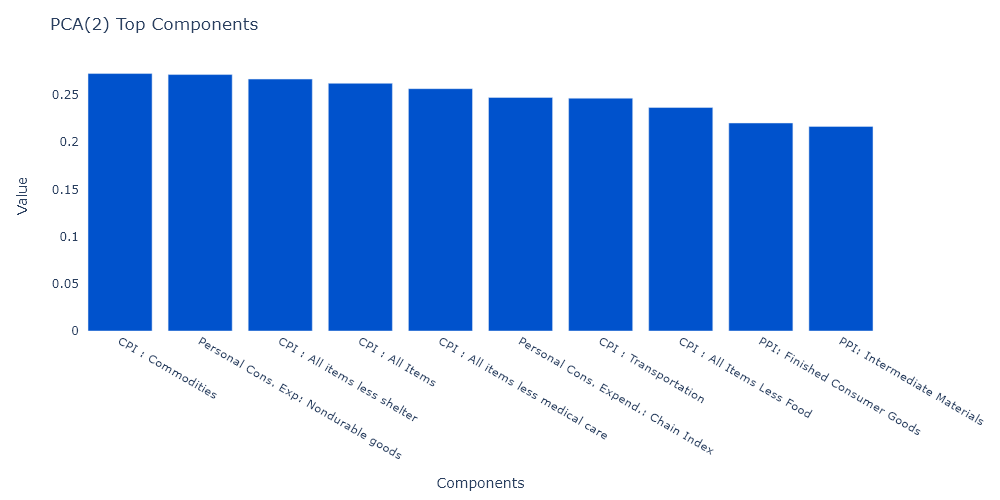 PCA(2) Top Components
Value
0.25
0.2
0.15
0.1
0.05
0
CPI : Commodities
Personal Cons. Exp: Nondurable goods
CPI : All items less shelter
CPI : All Items
CPI : All items less medical care
Personal Cons. Expend.: Chain Index
CPI : Transportation
CPI : All Items Less Food
PPI: Finished Consumer Goods
PPI: Intermediate Materials
Components